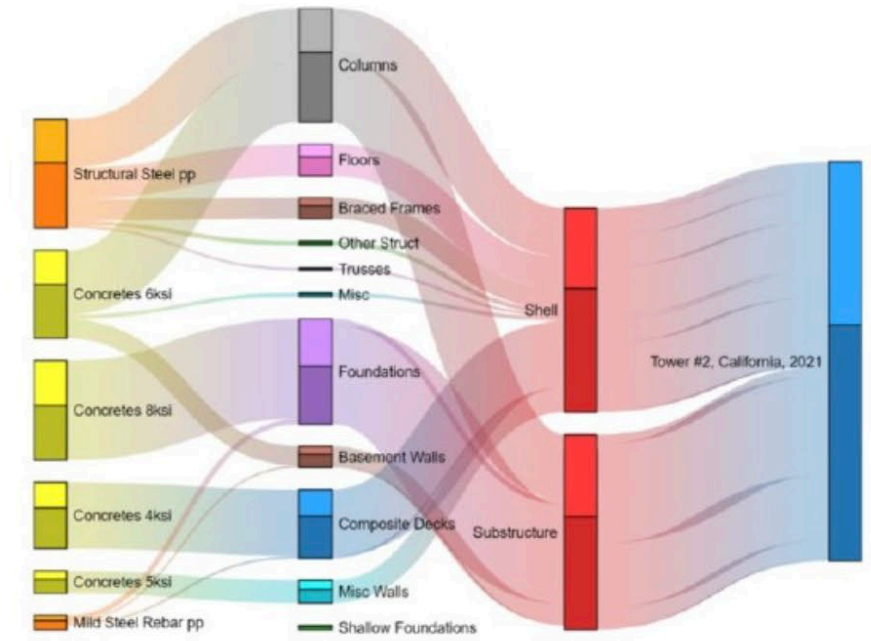 Structural Steel pp
Concretes 6ksi
Concretes 8ksi
Concretes 4ksi
Concretes 5ksi
Mild Steel Rebar pp
Columns
Floors
Braced Frames
Other Struct
Trusses
Misc
Foundations
Basement Walls
Composite Decks
Misc Walls
Shallow Foundations
Shell
Substructure
Tower #2, California, 2021